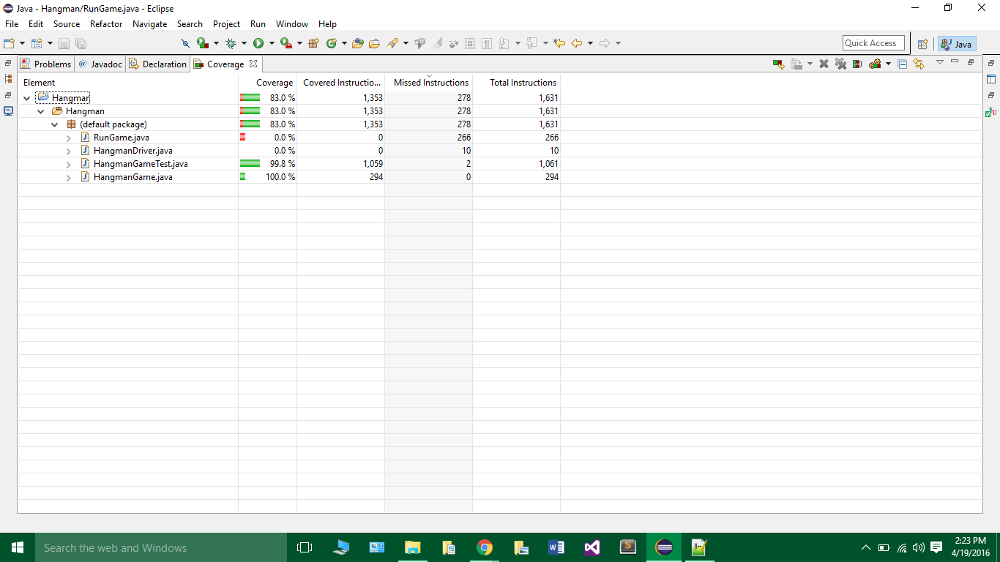 Java - Hangman/RunGame.java - Eclipse
File Edit Source Refactor Navigate Search Project Run Window Help
Quick Access Java
Problems @ Javadoc Declaration Coverage
Element Coverage Covered Instructio... Missed Instructions Total Instructions
Hangman 83.0 % 1,353 278 1,631
Hangman 83.0 % 1,353 278 1,631
(default package) 83.0 % 1,353 278 1,631
RunGame.java 0.0 % 0 266 266
HangmanDriver.java 0.0 % 0 10 10
HangmanGameTest.java 99.8 % 1,059 2 1,061
HangmanGame.java 100.0 % 294 0 294
Search the web and Windows
2:23 PM
4/19/2016